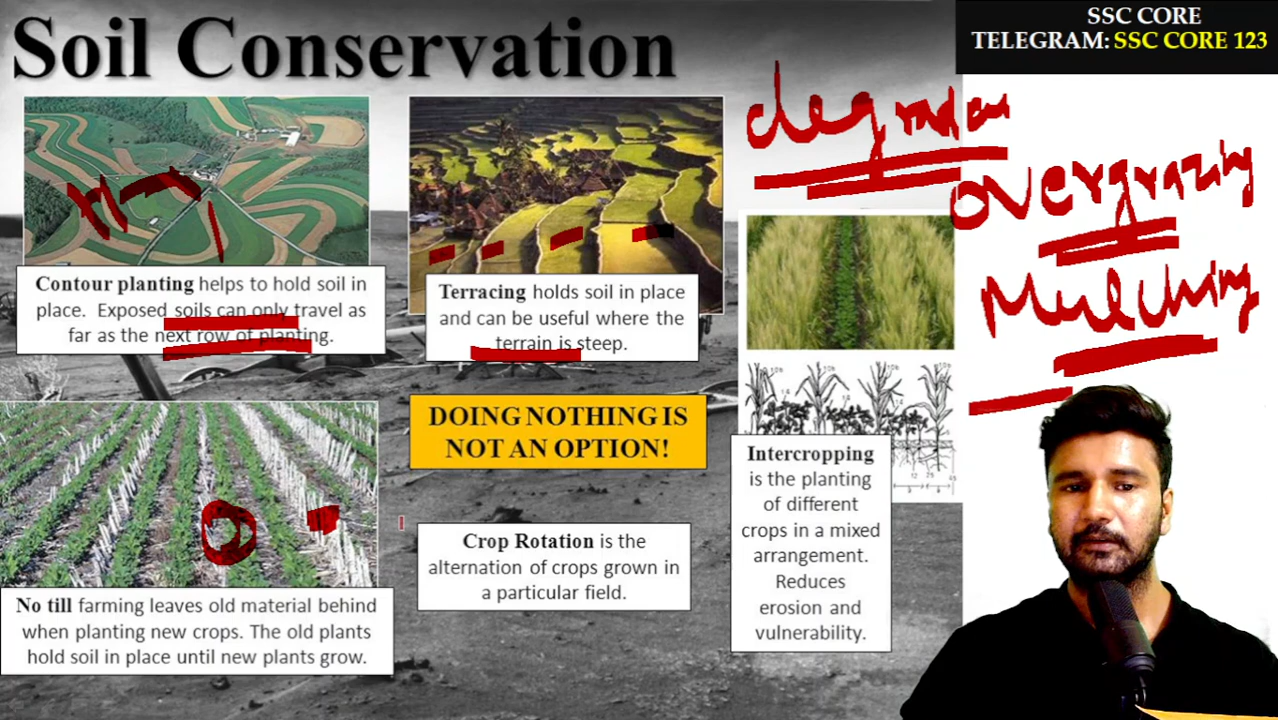 Soil Conservation
SSC CORE
TELEGRAM: SSC CORE 123
overgrazing
Mulching
Contour planting helps to hold soil in
place. Exposed soils can only travel as
far as the next row of planting.
Terracing holds soil in place
and can be useful where the
terrain is steep.
DOING NOTHING IS
NOT AN OPTION!
Intercropping
is the planting
of different
crops in a mixed
arrangement.
Reduces
erosion and
vulnerability.
Crop Rotation is the
alternation of crops grown in
a particular field.
No till farming leaves old material behind
when planting new crops. The old plants
hold soil in place until new plants grow.